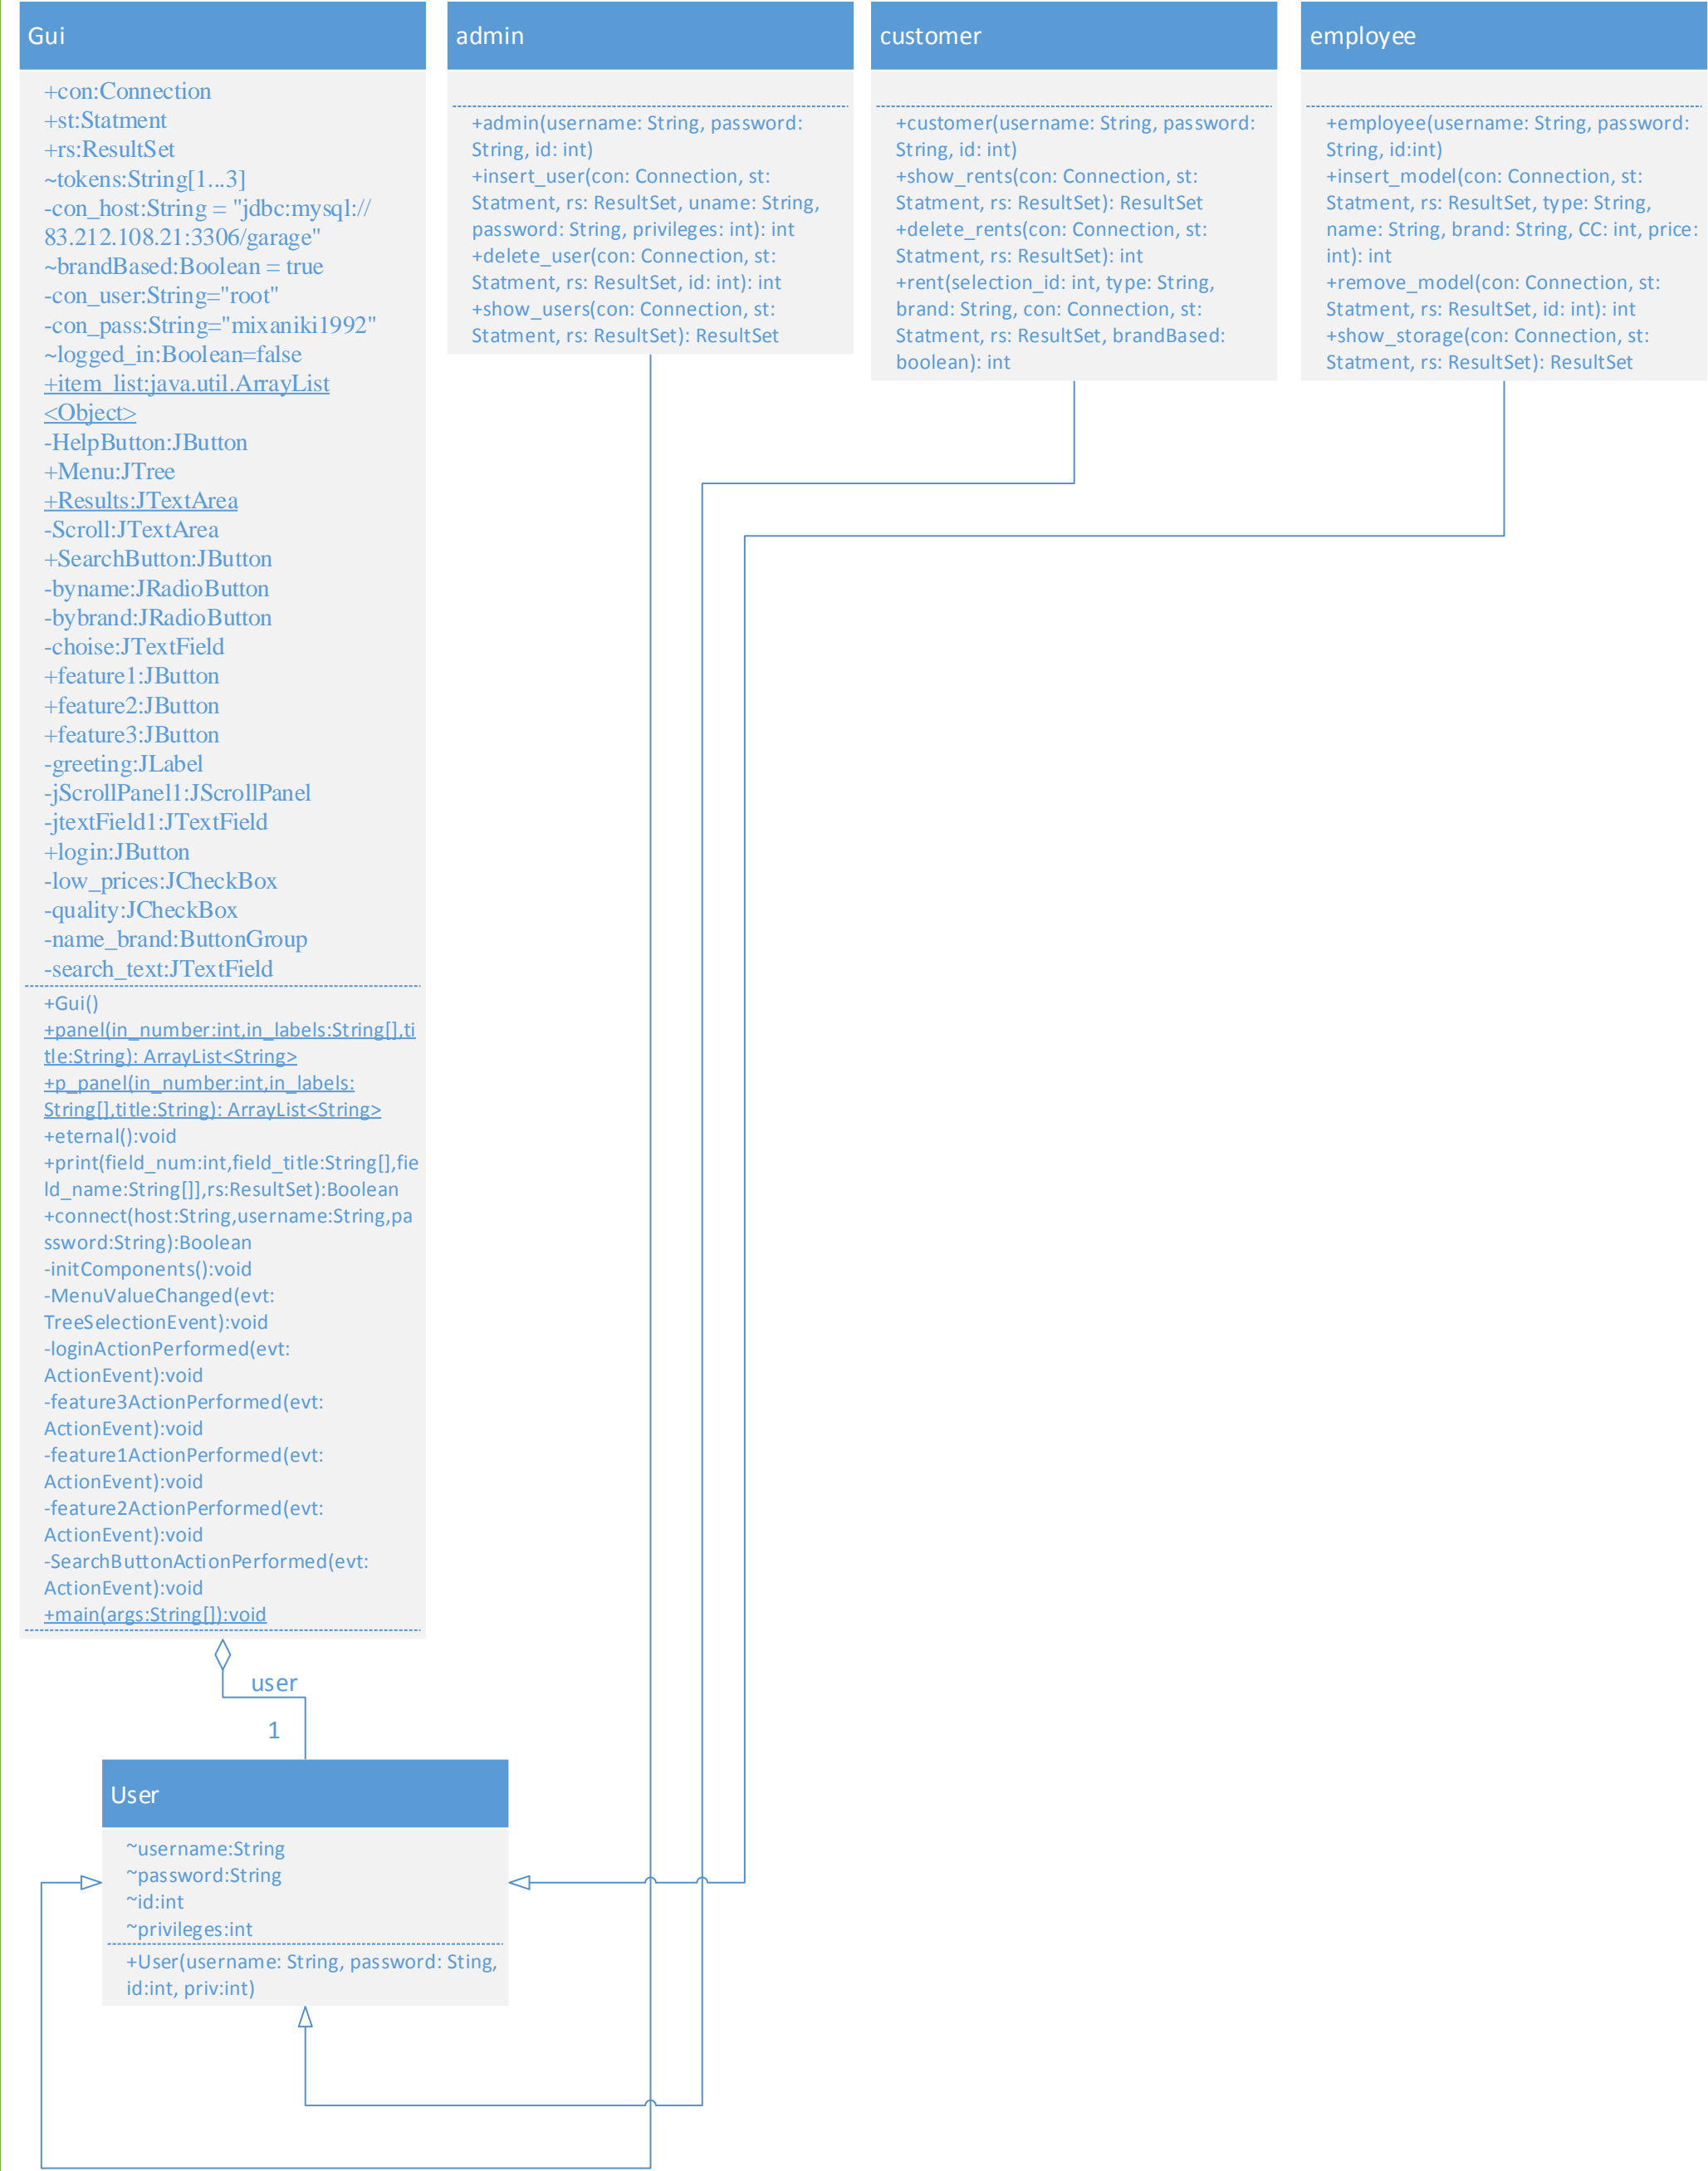 Gui
+con:Connection
+st:Statment
+rs:ResultSet
~tokens:String[1...3]
-con_host:String = "jdbc:mysql://
83.212.108.21:3306/garage"
~brandBased:Boolean = true
-con_user:String="root"
-con_pass:String="mixaniki1992"
~logged_in:Boolean=false
+item_list:java.util.ArrayList
<Object>
-HelpButton:JButton
+Menu:JTree
+Results:JTextArea
-Scroll:JTextArea
+SearchButton:JButton
-byname:JRadioButton
-bybrand:JRadioButton
-choise:JTextField
+feature1:JButton
+feature2:JButton
+feature3:JButton
-greeting:JLabel
-jScrollPanel1:JScrollPanel
-jtextField1:JTextField
+login:JButton
-low_prices:JCheckBox
-quality:JCheckBox
-name_brand:ButtonGroup
-search_text:JTextField
+Gui()
+panel(in_number:int,in_labels:String[],ti
tle:String): ArrayList<String>
+p_panel(in_number:int,in_labels:
String[],title:String): ArrayList<String>
+eternal():void
+print(field_num:int,field_title:String[],fie
ld_name:String[]],rs:ResultSet):Boolean
+connect(host:String,username:String,pa
ssword:String):Boolean
-initComponents():void
-MenuValueChanged(evt:
TreeSelectionEvent):void
-loginActionPerformed(evt:
ActionEvent):void
-feature3ActionPerformed(evt:
ActionEvent):void
-feature1ActionPerformed(evt:
ActionEvent):void
-feature2ActionPerformed(evt:
ActionEvent):void
-SearchButtonActionPerformed(evt:
ActionEvent):void
+main(args:String[]):void
admin
+admin(username: String, password:
String, id: int)
+insert_user(con: Connection, st:
Statment, rs: ResultSet, uname: String,
password: String, privileges: int): int
+delete_user(con: Connection, st:
Statment, rs: ResultSet, id: int): int
+show_users(con: Connection, st:
Statment, rs: ResultSet): ResultSet
customer
+customer(username: String, password:
String, id: int)
+show_rents(con: Connection, st:
Statment, rs: ResultSet): ResultSet
+delete_rents(con: Connection, st:
Statment, rs: ResultSet): int
+rent(selection_id: int, type: String,
brand: String, con: Connection, st:
Statment, rs: ResultSet, brandBased:
boolean): int
employee
+employee(username: String, password:
String, id:int)
+insert_model(con: Connection, st:
Statment, rs: ResultSet, type: String,
name: String, brand: String, CC: int, price:
int): int
+remove_model(con: Connection, st:
Statment, rs: ResultSet, id: int): int
+show_storage(con: Connection, st:
Statment, rs: ResultSet): ResultSet
user
1
User
~username:String
~password:String
~id:int
~privileges:int
+User(username: String, password: Sting,
id:int, priv:int)